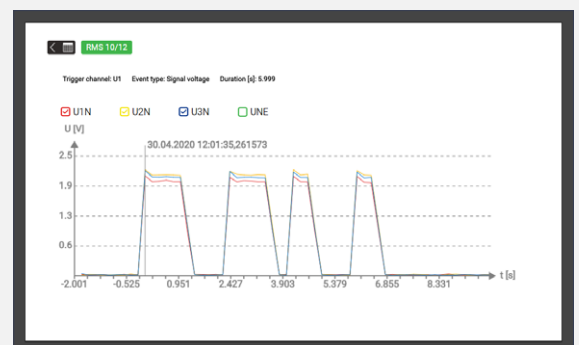 RMS 10/12
Trigger channel: U1 Event type: Signal voltage Duration [s]: 5.999
U1N U2N U3N UNE
U [V]
30.04.2020 12:01:35,261573
2.5
1.9
1.3
0.6
-2.001 -0.525 0.951 2.427 3.903 5.379 6.855 8.331
t [s]